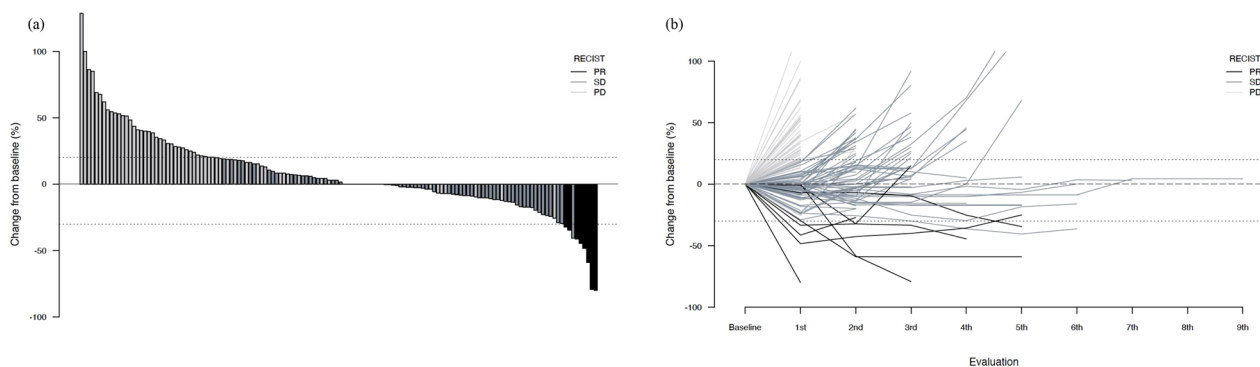 (a)
100
50
0
-50
-100
Change from baseline (%)
RECIST
PR
SD
PD
(b)
100
50
0
-50
-100
Change from baseline (%)
RECIST
PR
SD
PD
Baseline 1st 2nd 3rd 4th 5th 6th 7th 8th 9th
Evaluation